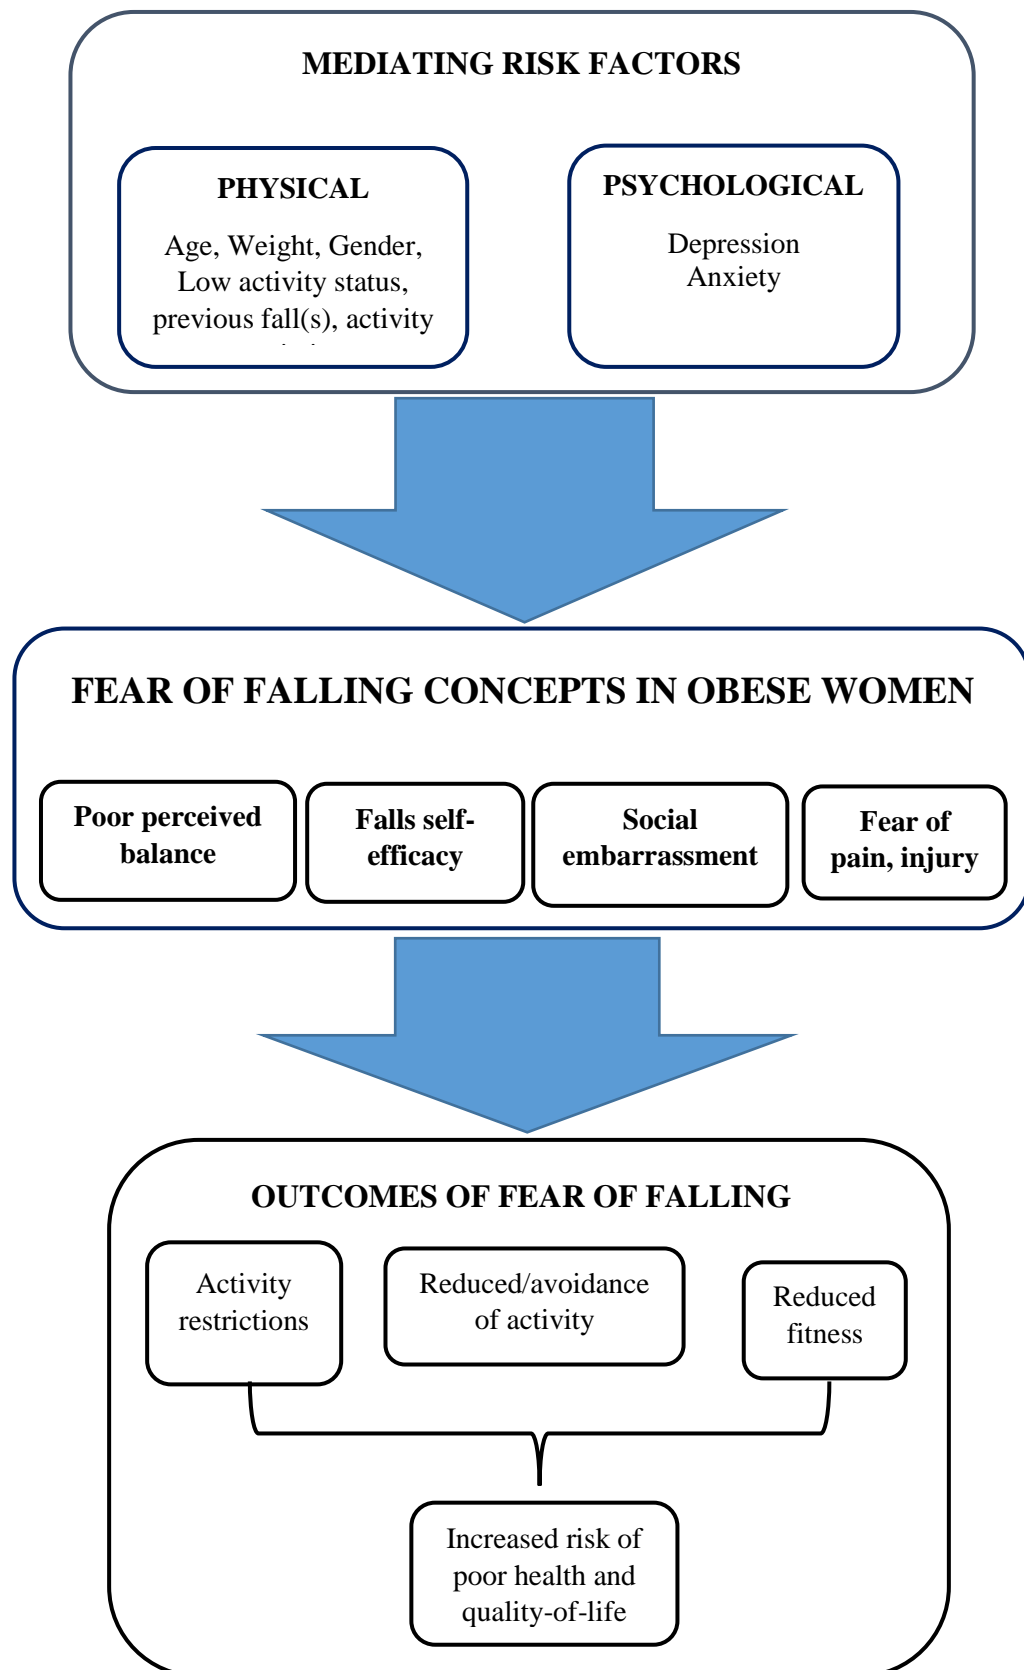 MEDIATING RISK FACTORS
PHYSICAL
Age, Weight, Gender,
Low activity status,
previous fall(s), activity
PSYCHOLOGICAL
Depression
Anxiety
FEAR OF FALLING CONCEPTS IN OBESE WOMEN
Poor perceived
balance
Falls self-
efficacy
Social
embarrassment
Fear of
pain, injury
OUTCOMES OF FEAR OF FALLING
Activity
restrictions
Reduced/avoidance
of activity
Reduced
fitness
Increased risk of
poor health and
quality-of-life